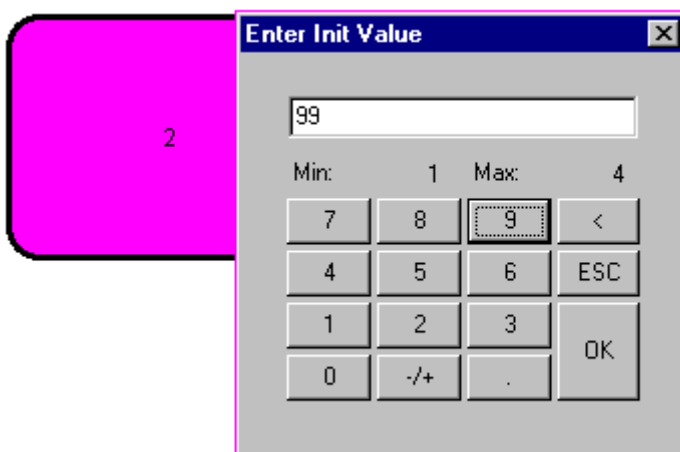 Enter Init Value
2
99
Min: 1 Max: 4
7 8 9 <
4 5 6 ESC
1 2 3
OK
0 -/+ .